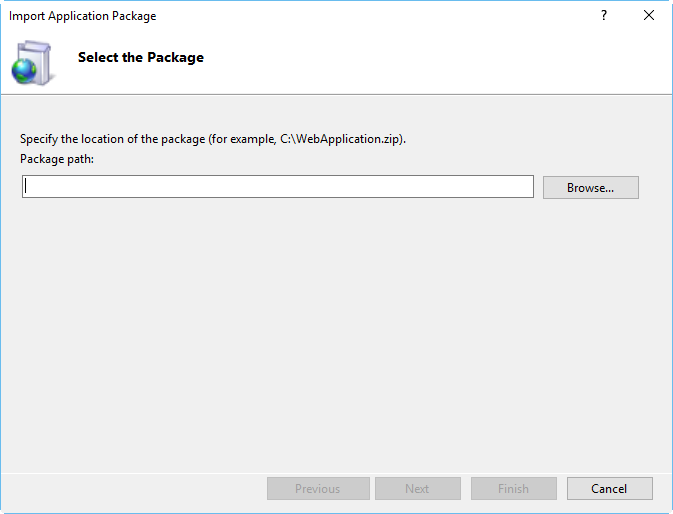 Import Application Package
?
Select the Package
Specify the location of the package (for example, C:\WebApplication.zip).
Package path:
Browse...
Previous Next Finish Cancel